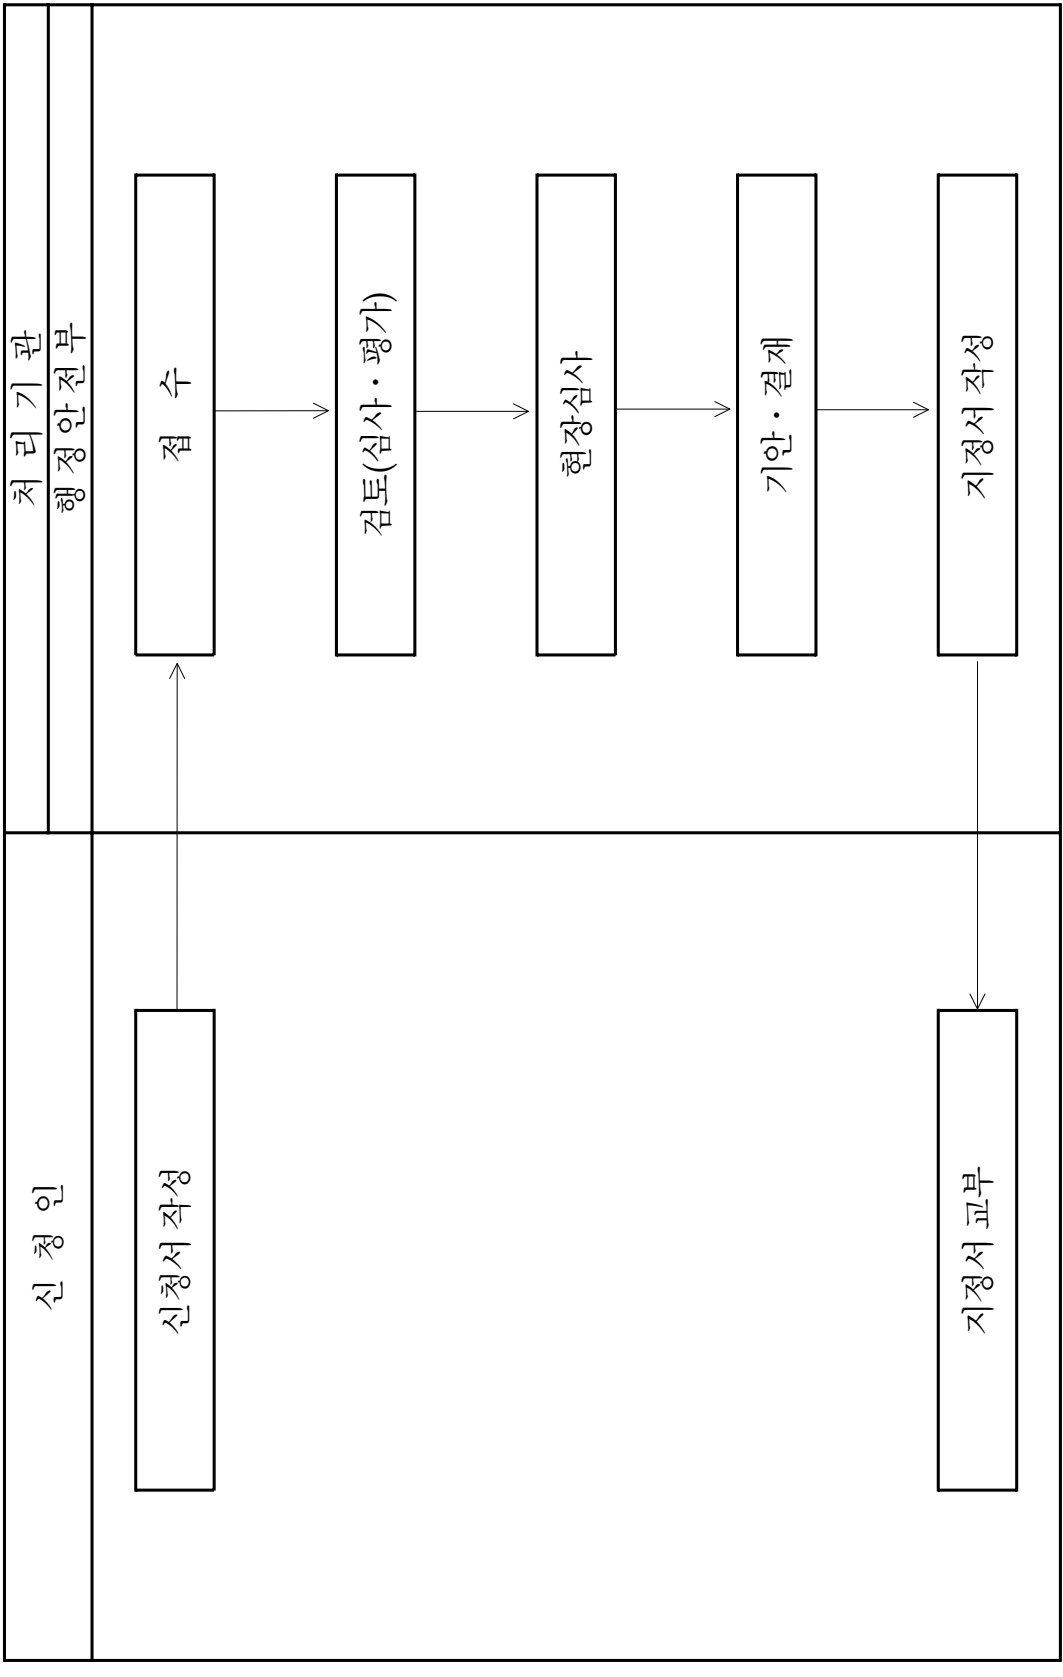 신 청 인
처 리 기 관
행정안전부
신청서 작성
접 수
검토(심사·평가)
현장심사
기안·결재
지정서 작성
지정서 교부